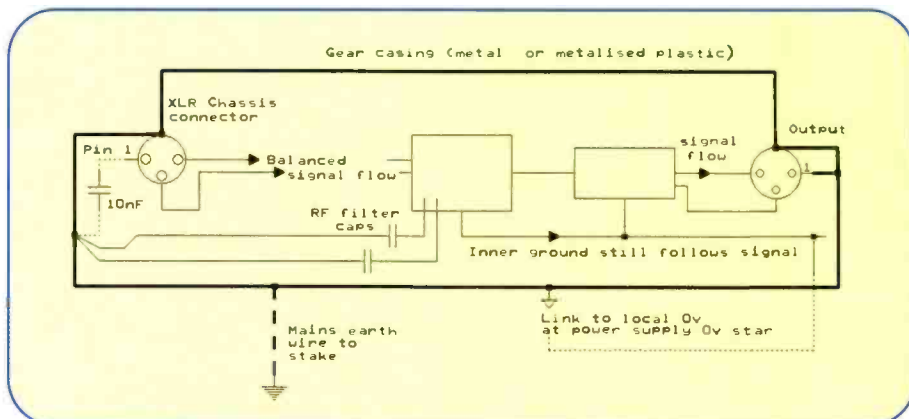 Gear casing (metal or metalised plastic)
XLR Chassis
connector
Pin 1
10nF
Balanced
signal flow
RF filter
caps
signal
flow
Output
1
Inner ground still follows signal
Link to local 0v
at power supply 0v star
Mains earth
wire to
stake